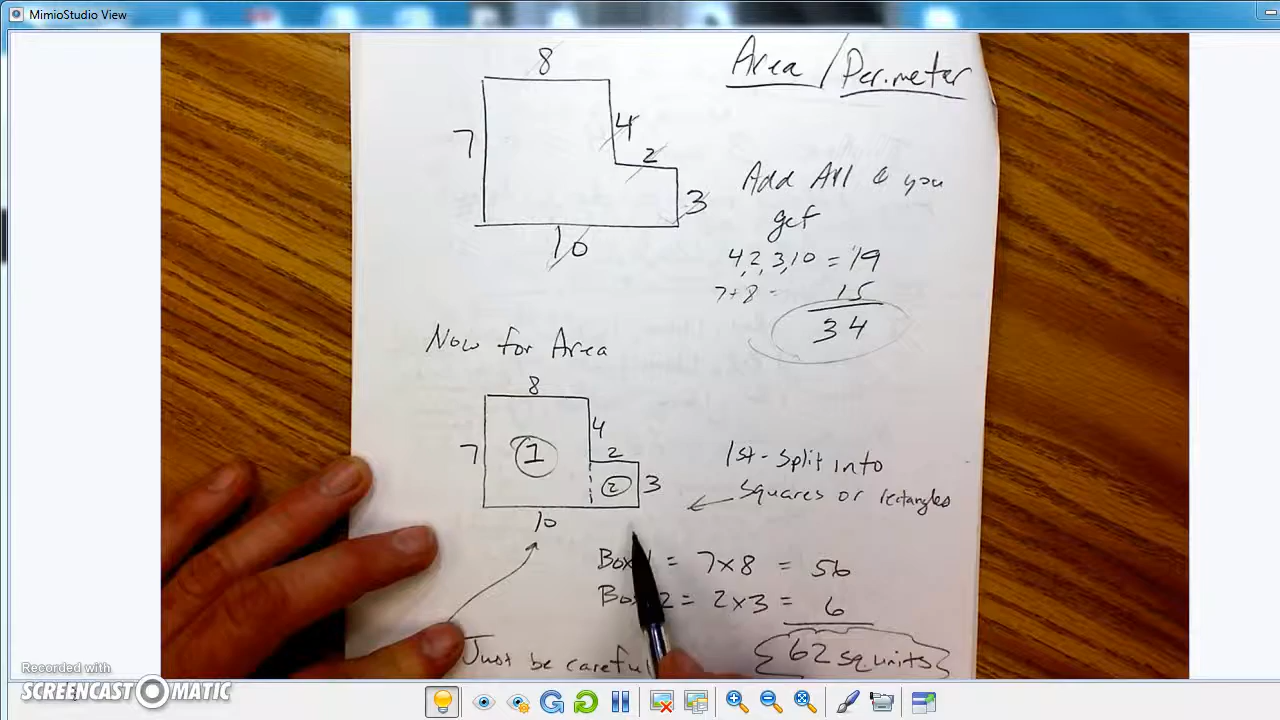 MimioStudio View
Area / Perimeter
8
7
4
2
3
10
Add All & you
get
4, 2, 3, 10 = 19
7+8 = 15
34
Now for Area
8
7
1
4
2
2
3
10
1st - Split into
squares or rectangles
Box 1 = 7x8 = 56
Box 2 = 2x3 = 6
62 sq units
Just be careful
Recorded with
SCREENCAST O MATIC